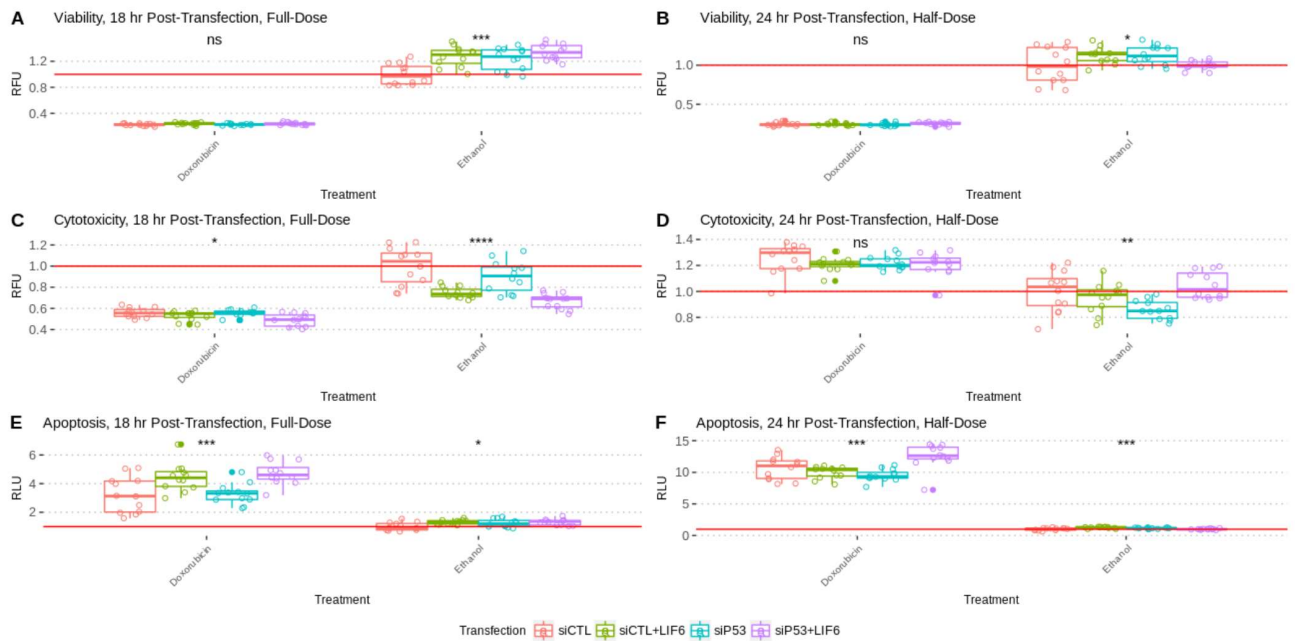 A Viability, 18 hr Post-Transfection, Full-Dose
ns
***
RFU
1.2
0.8
0.4
Doxorubicin
Ethanol
Treatment
B Viability, 24 hr Post-Transfection, Half-Dose
ns
*
RFU
1.0
0.5
Doxorubicin
Ethanol
Treatment
C Cytotoxicity, 18 hr Post-Transfection, Full-Dose
*
****
RFU
1.2
1.0
0.8
0.6
0.4
Doxorubicin
Ethanol
Treatment
D Cytotoxicity, 24 hr Post-Transfection, Half-Dose
ns
**
RFU
1.4
1.2
1.0
0.8
Doxorubicin
Ethanol
Treatment
E Apoptosis, 18 hr Post-Transfection, Full-Dose
***
*
RLU
6
4
2
Doxorubicin
Ethanol
Treatment
F Apoptosis, 24 hr Post-Transfection, Half-Dose
***
***
RLU
15
10
5
0
Doxorubicin
Ethanol
Treatment
Transfection siCTL siCTL+LIF6 siP53 siP53+LIF6